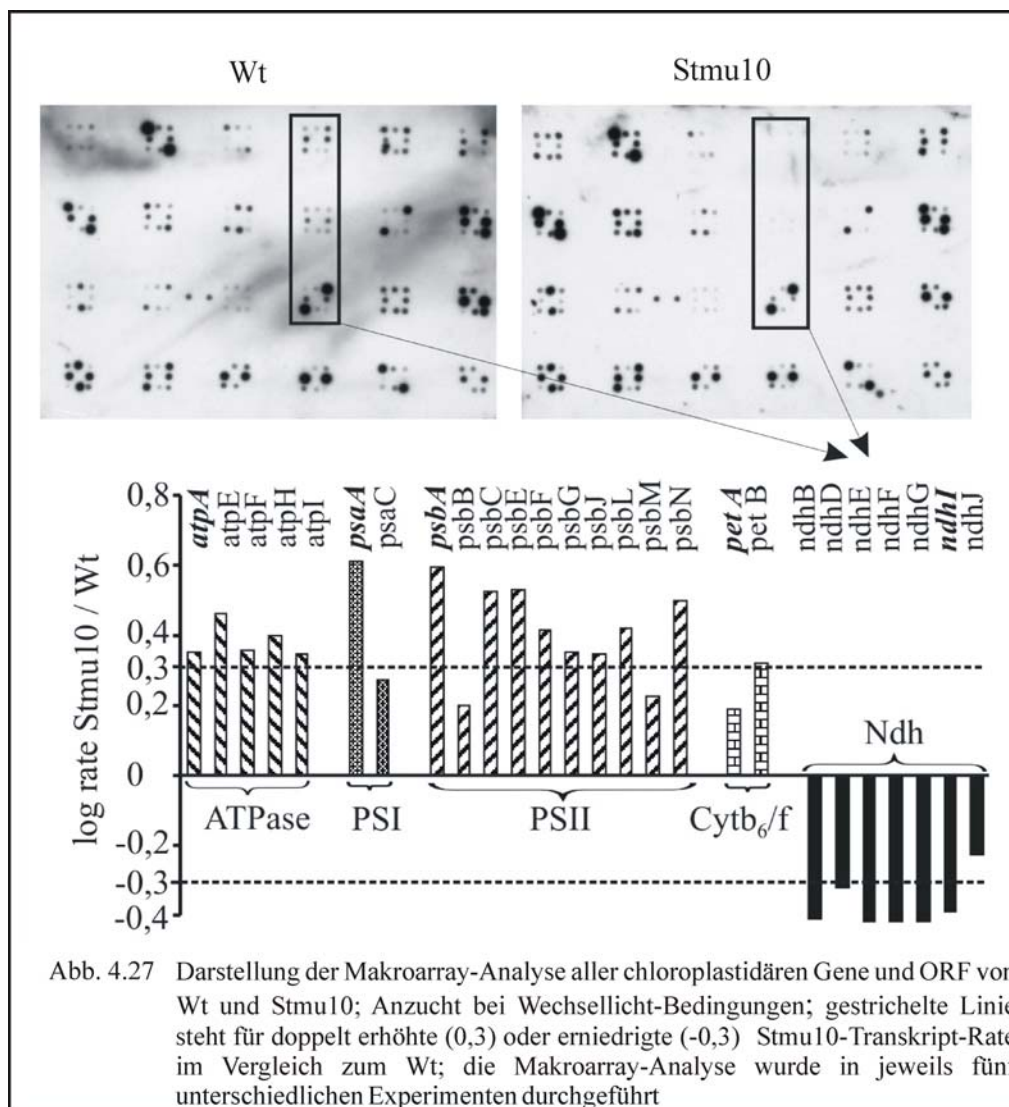 Wt
Stmu10
atpA
atpE
atpF
atpH
atpI
psaA
psaC
psbA
psbB
psbC
psbE
psbF
psbG
psbJ
psbL
psbM
psbN
pet A
pet B
ndhB
ndhD
ndhE
ndhF
ndhG
ndhI
ndhJ
log rate Stmu10 / Wt
0,8
0,6
0,4
0,3
0,2
0
-0,2
-0,3
-0,4
ATPase
PSI
PSII
Cytb6/f
Ndh
Abb. 4.27 Darstellung der Makroarray-Analyse aller chloroplastidären Gene und ORF von
Wt und Stmu10; Anzucht bei Wechsellicht-Bedingungen; gestrichelte Linie
steht für doppelt erhöhte (0,3) oder erniedrigte (-0,3) Stmu10-Transkript-Rate
im Vergleich zum Wt; die Makroarray-Analyse wurde in jeweils fünf
unterschiedlichen Experimenten durchgeführt